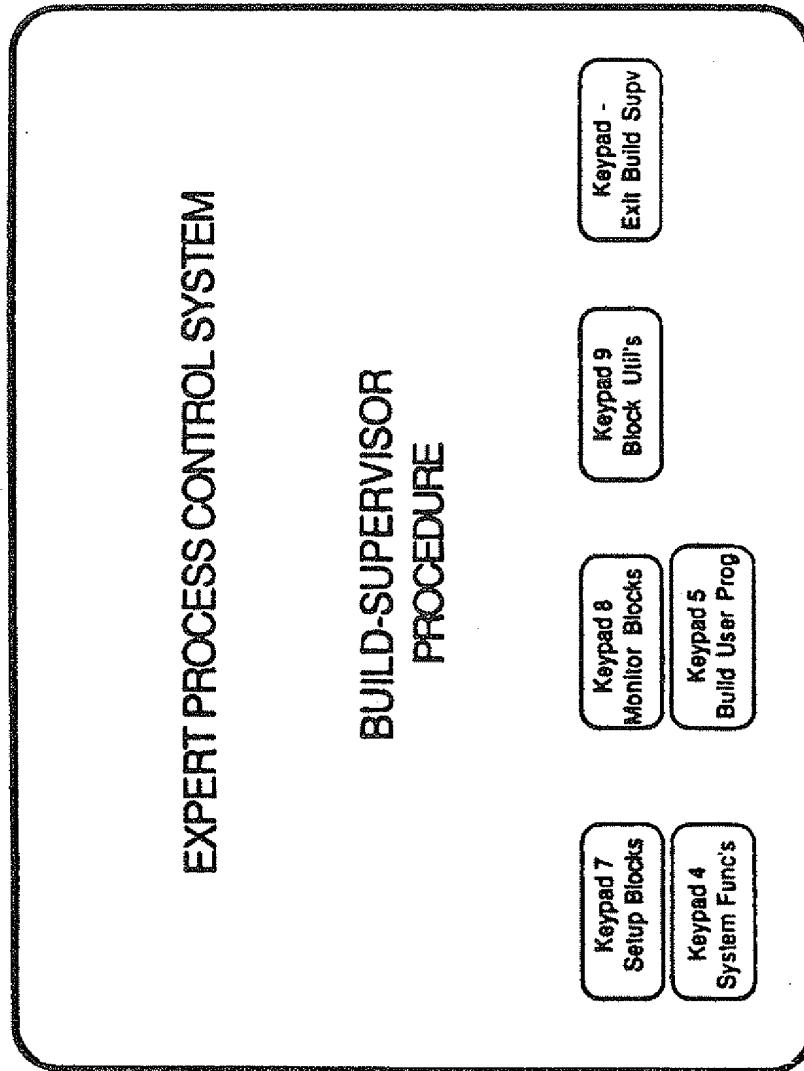 EXPERT PROCESS CONTROL SYSTEM
BUILD-SUPERVISOR
PROCEDURE
Keypad 7
Setup Blocks
Keypad 8
Monitor Blocks
Keypad 9
Block Util's
Keypad -
Exit Build Supv
Keypad 4
System Func's
Keypad 5
Build User Prog